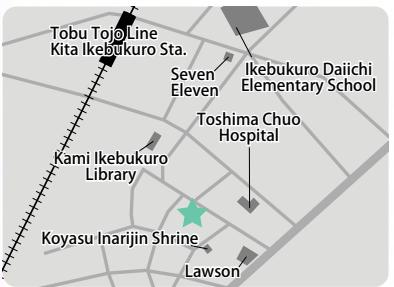 Tobu Tojo Line
Kita Ikebukuro Sta.
Seven
Eleven
Ikebukuro Daiichi
Elementary School
Toshima Chuo
Hospital
Kami Ikebukuro
Library
Koyasu Inarijin Shrine
Lawson